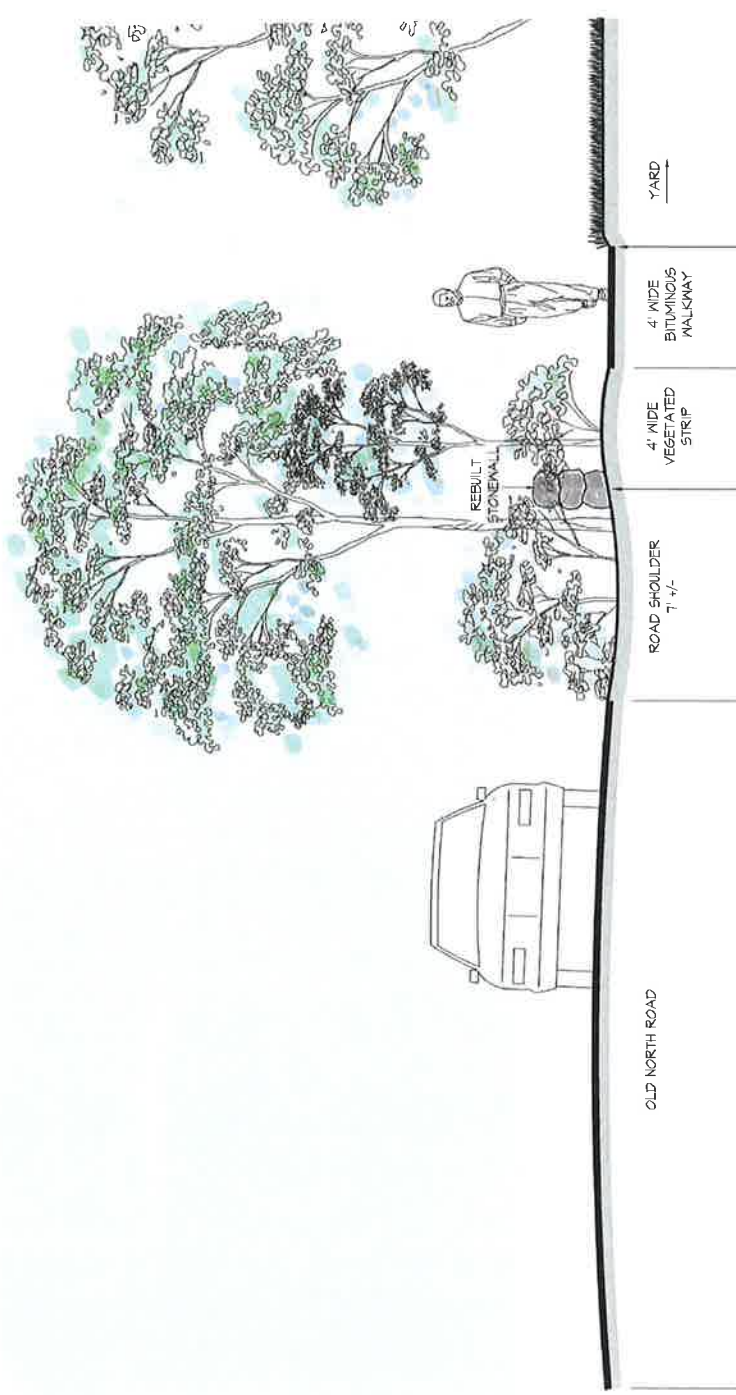 REBUILT
STONEWALL
OLD NORTH ROAD
ROAD SHOULDER
7' +/-
4' WIDE
VEGETATED
STRIP
4' WIDE
BITUMINOUS
WALKWAY
YARD